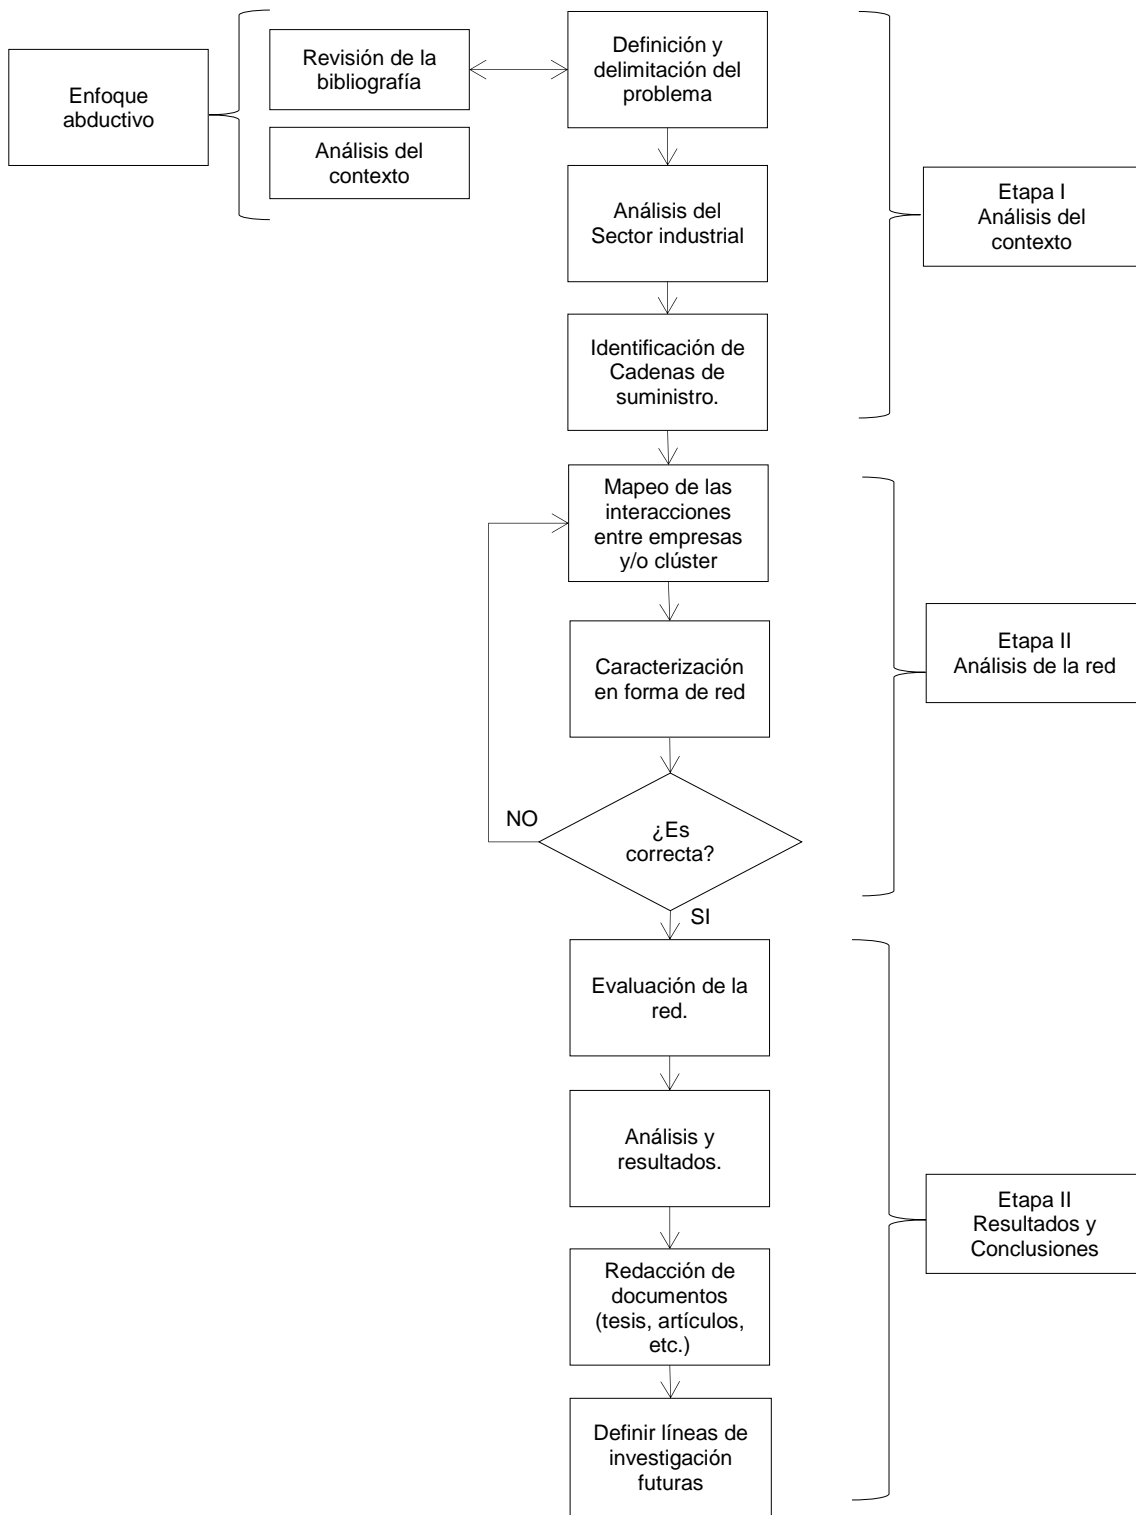 Enfoque
abductivo
Revisión de la
bibliografía
Análisis del
contexto
Definición y
delimitación del
problema
Análisis del
Sector industrial
Identificación de
Cadenas de
suministro.
Etapa I
Análisis del
contexto
Mapeo de las
interacciones
entre empresas
y/o clúster
Caracterización
en forma de red
¿Es
correcta?
NO
SI
Etapa II
Análisis de la red
Evaluación de la
red.
Análisis y
resultados.
Redacción de
documentos
(tesis, artículos,
etc.)
Definir líneas de
investigación
futuras
Etapa II
Resultados y
Conclusiones